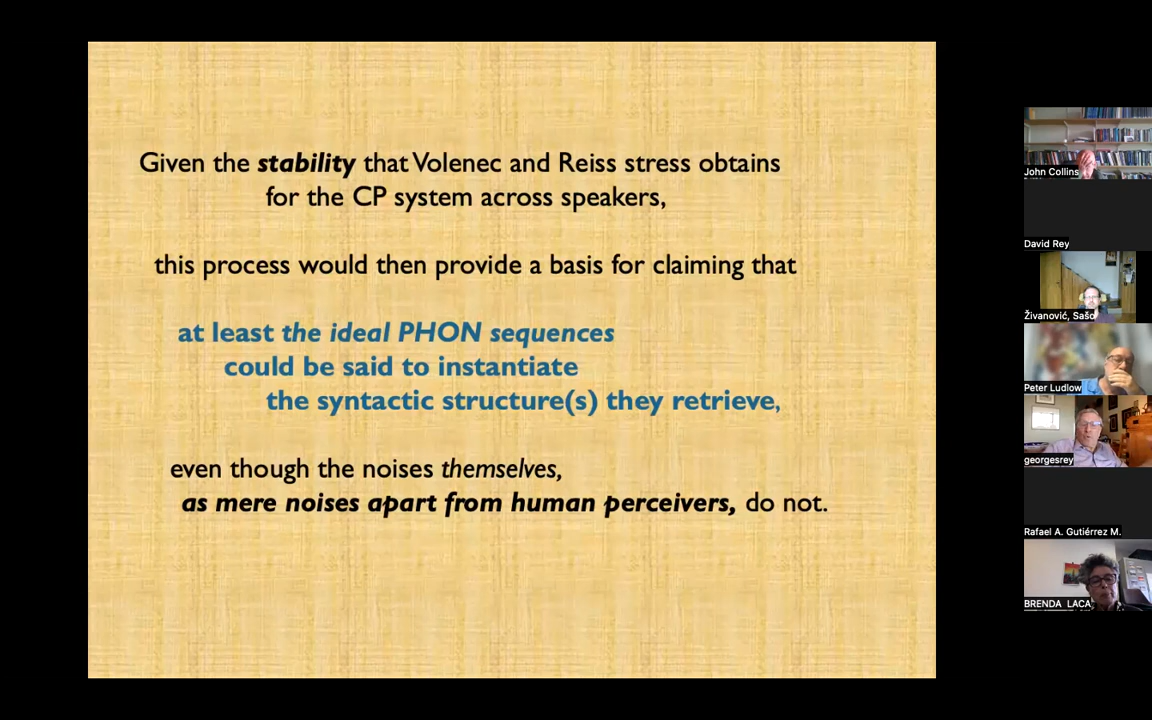 Given the stability that Volenec and Reiss stress obtains
for the CP system across speakers,
this process would then provide a basis for claiming that
at least the ideal PHON sequences
could be said to instantiate
the syntactic structure(s) they retrieve,
even though the noises themselves,
as mere noises apart from human perceivers, do not.
John Collins
David Rey
Živanović, Sašo
Peter Ludlow
georgesrey
Rafael A. Gutiérrez M.
BRENDA LACA